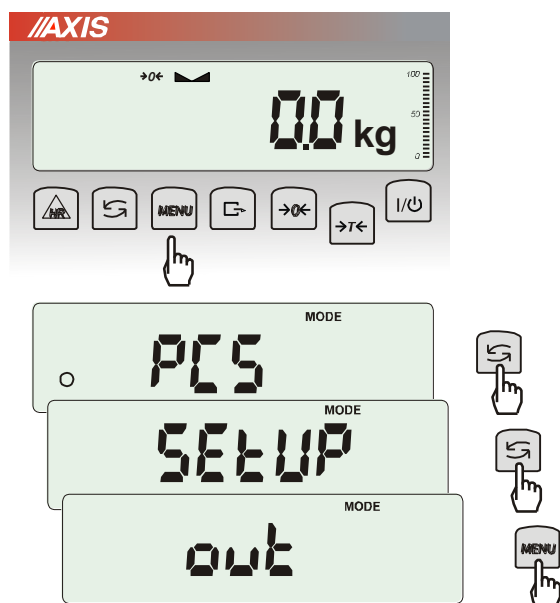 //AXIS
→0←
100
50
0
0.0 kg
HR
MENU
→0←
→T←
I/⏻
MODE
PCS
MODE
SEtUP
MODE
out
MENU